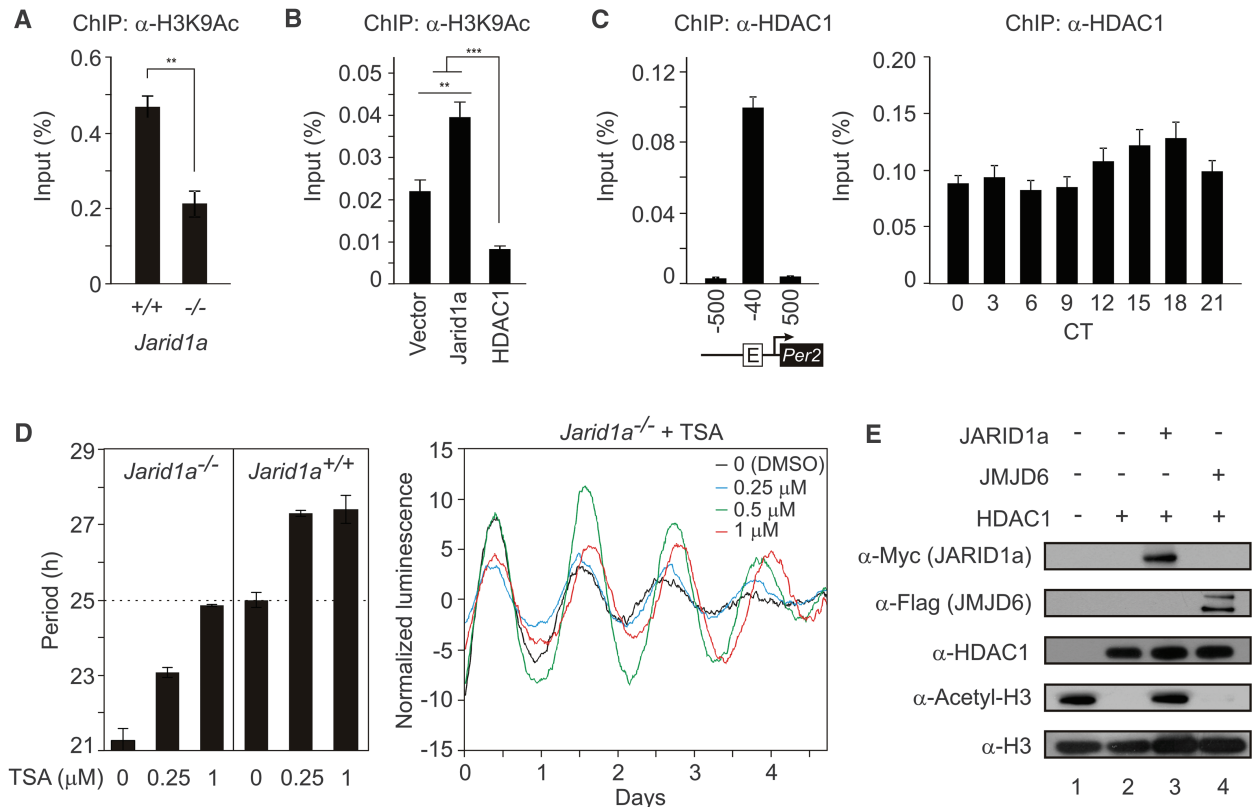 A
ChIP: α-H3K9Ac
Input (%)
0.6
0.4
0.2
0
**
+/+ -/-
Jarid1a
B
ChIP: α-H3K9Ac
Input (%)
0.05
0.04
0.03
0.02
0.01
0
***
**
Vector
Jarid1a
HDAC1
C
ChIP: α-HDAC1
Input (%)
0.12
0.08
0.04
0
-500
-40
500
E
Per2
ChIP: α-HDAC1
Input (%)
0.20
0.15
0.10
0.05
0
0 3 6 9 12 15 18 21
CT
D
Period (h)
29
27
25
23
21
Jarid1a-/-
Jarid1a+/+
TSA (μM) 0 0.25 1 0 0.25 1
Jarid1a-/- + TSA
Normalized luminescence
15
10
5
0
-5
-10
-15
0 (DMSO)
0.25 μM
0.5 μM
1 μM
0 1 2 3 4
Days
E
JARID1a - - + -
JMJD6 - - - +
HDAC1 - + + +
α-Myc (JARID1a)
α-Flag (JMJD6)
α-HDAC1
α-Acetyl-H3
α-H3
1 2 3 4